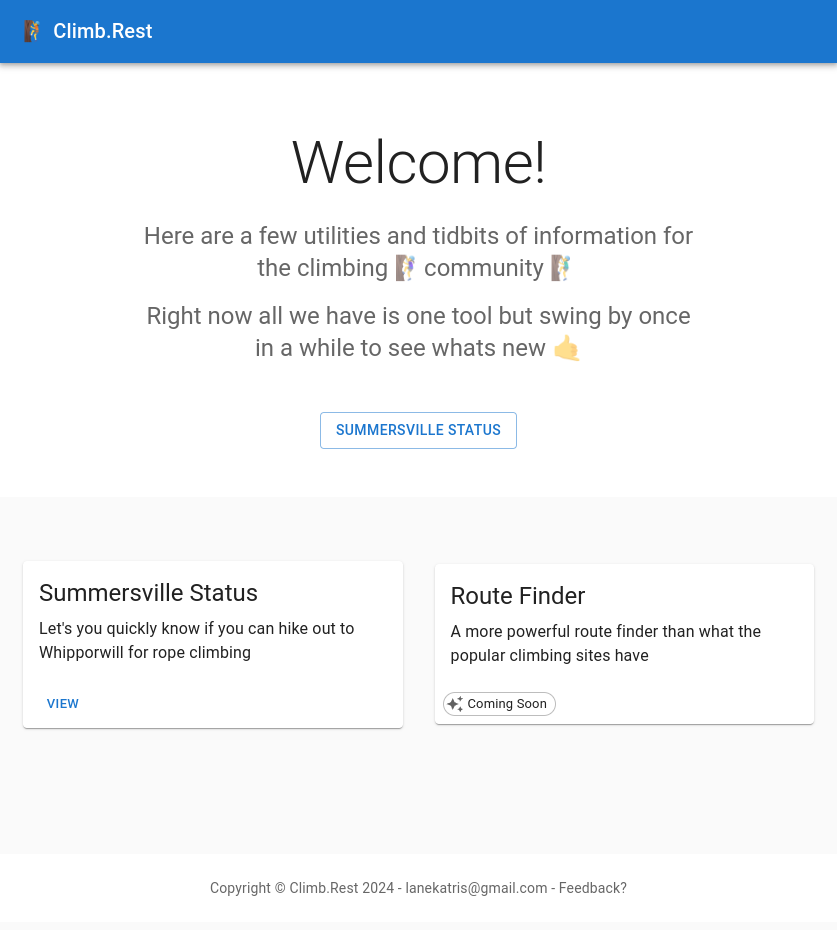 Climb.Rest
Welcome!
Here are a few utilities and tidbits of information for
the climbing 🧗‍♀️ community 🧗
Right now all we have is one tool but swing by once
in a while to see whats new 🤙
SUMMERSVILLE STATUS
Summersville Status
Let's you quickly know if you can hike out to
Whipporwill for rope climbing
VIEW
Route Finder
A more powerful route finder than what the
popular climbing sites have
Coming Soon
Copyright © Climb.Rest 2024 - lanekatris@gmail.com - Feedback?